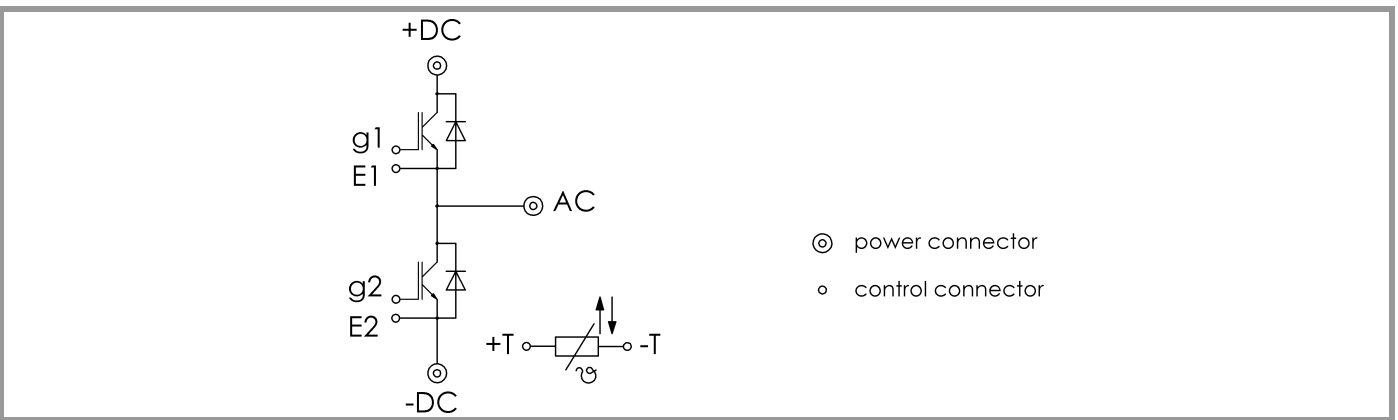 +DC
g1
E1
AC
power connector
g2
control connector
E2
+T
-T
ϑ
-DC